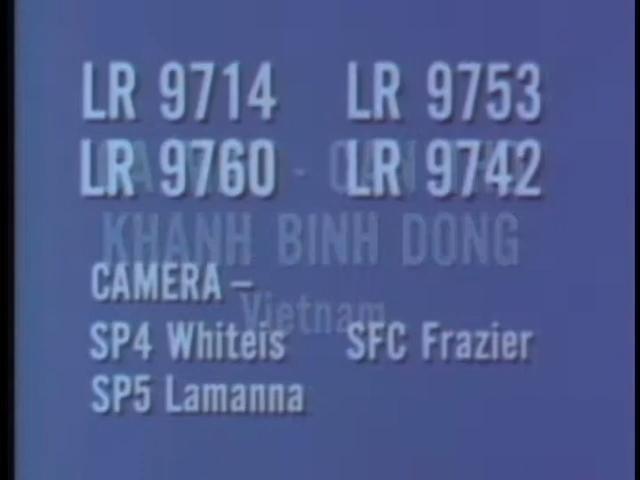 LR 9714 LR 9753
LR 9760 LR 9742
KHANH BINH DONG
CAMERA –
Vietnam
SP4 Whiteis SFC Frazier
SP5 Lamanna